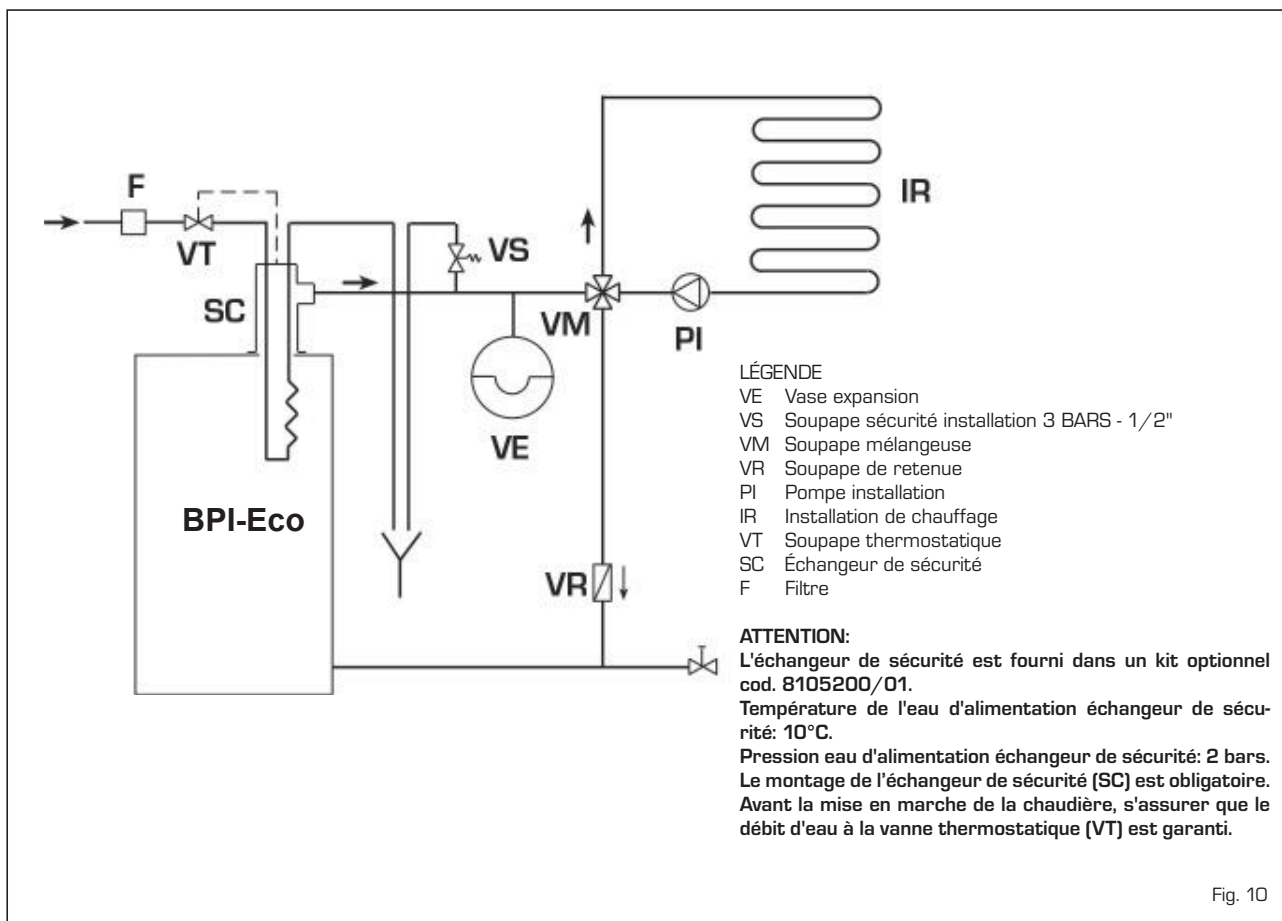 F
VT
SC
VS
VM
PI
IR
VE
BPI-Eco
VR
LÉGENDE
VE Vase expansion
VS Soupape sécurité installation 3 BARS - 1/2"
VM Soupape mélangeuse
VR Soupape de retenue
PI Pompe installation
IR Installation de chauffage
VT Soupape thermostatique
SC Échangeur de sécurité
F Filtre
ATTENTION:
L'échangeur de sécurité est fourni dans un kit optionnel
cod. 8105200/01.
Température de l'eau d'alimentation échangeur de sécu-
rité: 10°C.
Pression eau d'alimentation échangeur de sécurité: 2 bars.
Le montage de l'échangeur de sécurité (SC) est obligatoire.
Avant la mise en marche de la chaudière, s'assurer que le
débit d'eau à la vanne thermostatique (VT) est garanti.
Fig. 10